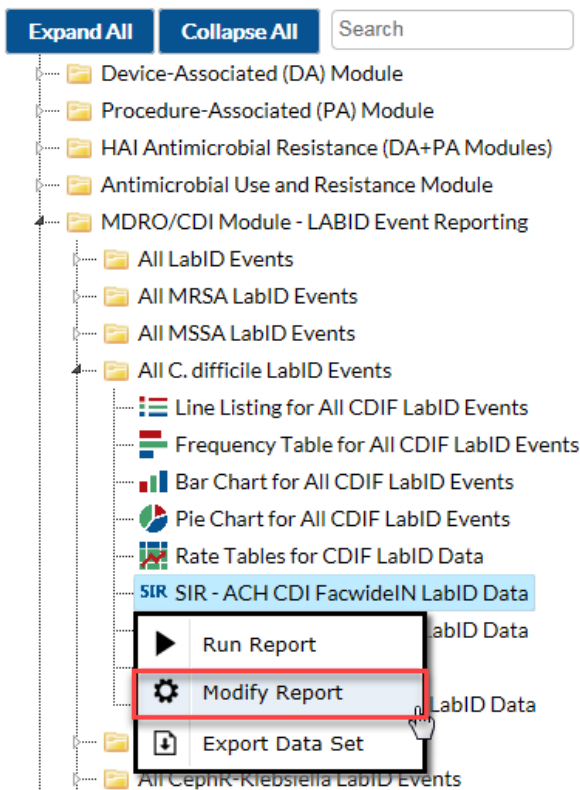 Expand All Collapse All Search
Device-Associated (DA) Module
Procedure-Associated (PA) Module
HAI Antimicrobial Resistance (DA+PA Modules)
Antimicrobial Use and Resistance Module
MDRO/CDI Module - LABID Event Reporting
All LabID Events
All MRSA LabID Events
All MSSA LabID Events
All C. difficile LabID Events
Line Listing for All CDIF LabID Events
Frequency Table for All CDIF LabID Events
Bar Chart for All CDIF LabID Events
Pie Chart for All CDIF LabID Events
Rate Tables for CDIF LabID Data
SIR SIR - ACH CDI FacwideIN LabID Data
Run Report LabID Data
Modify Report LabID Data
Export Data Set
All CephR-Klebsiella LabID Events